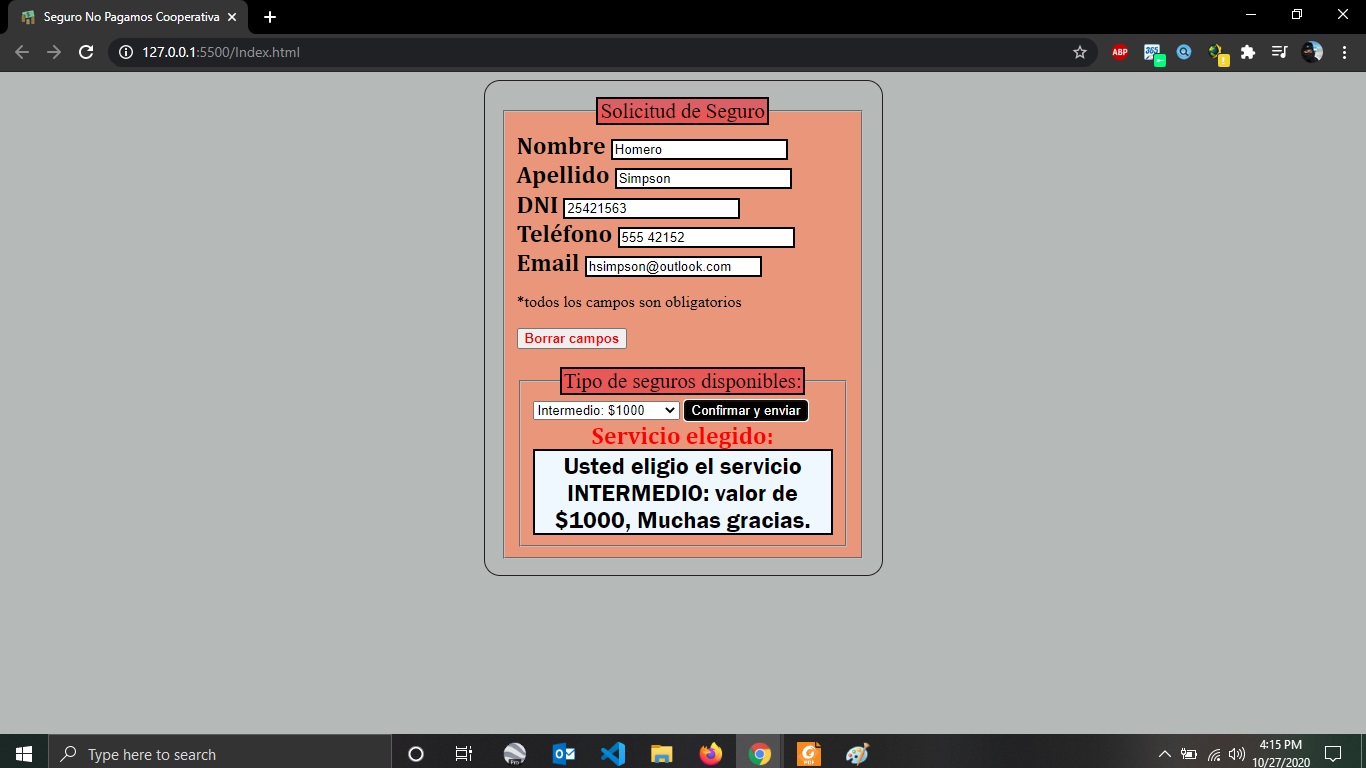 Seguro No Pagamos Cooperativa
127.0.0.1:5500/Index.html
ABP
365
Solicitud de Seguro
Nombre Homero
Apellido Simpson
DNI 25421563
Teléfono 555 42152
Email hsimpson@outlook.com
*todos los campos son obligatorios
Borrar campos
Tipo de seguros disponibles:
Intermedio: $1000 Confirmar y enviar
Servicio elegido:
Usted eligio el servicio
INTERMEDIO: valor de
$1000, Muchas gracias.
Type here to search
Pro
PDF
4:15 PM
10/27/2020